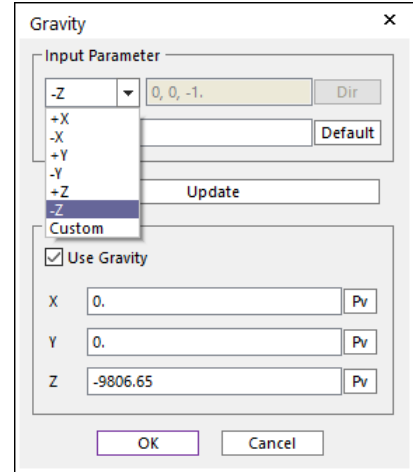 Gravity
Input Parameter
-Z 0, 0, -1. Dir
+X
-X
+Y
Default
-Y
+Z
Update
-Z
Custom
Use Gravity
X 0. Pv
Y 0. Pv
Z -9806.65 Pv
OK Cancel